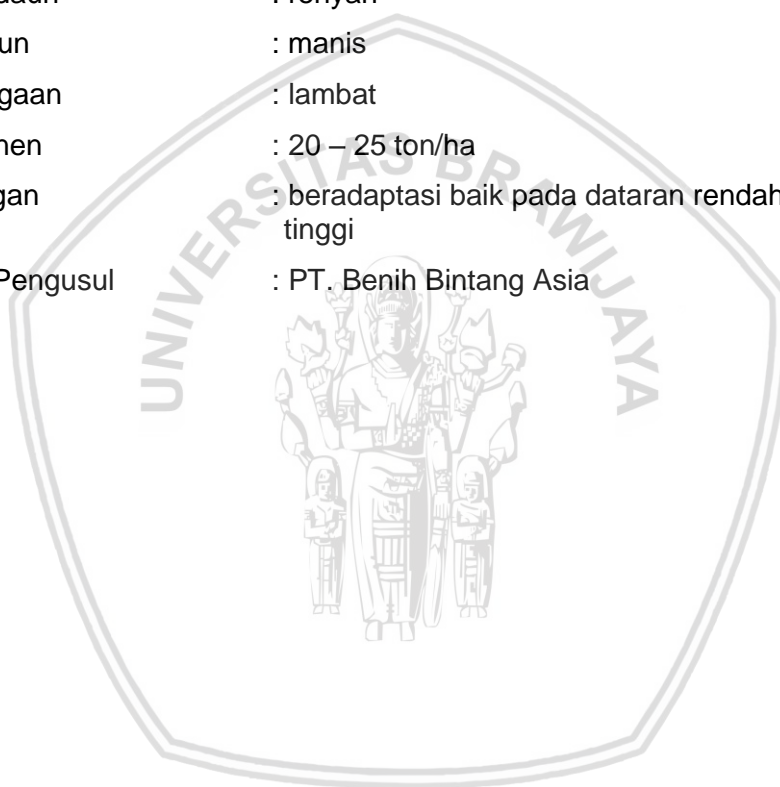 : renyah
un : manis
gaan : lambat
nen : 20 – 25 ton/ha
gan : beradaptasi baik pada dataran rendah
tinggi
Pengusul : PT. Benih Bintang Asia
UNIVERSITAS BRAWIJAYA